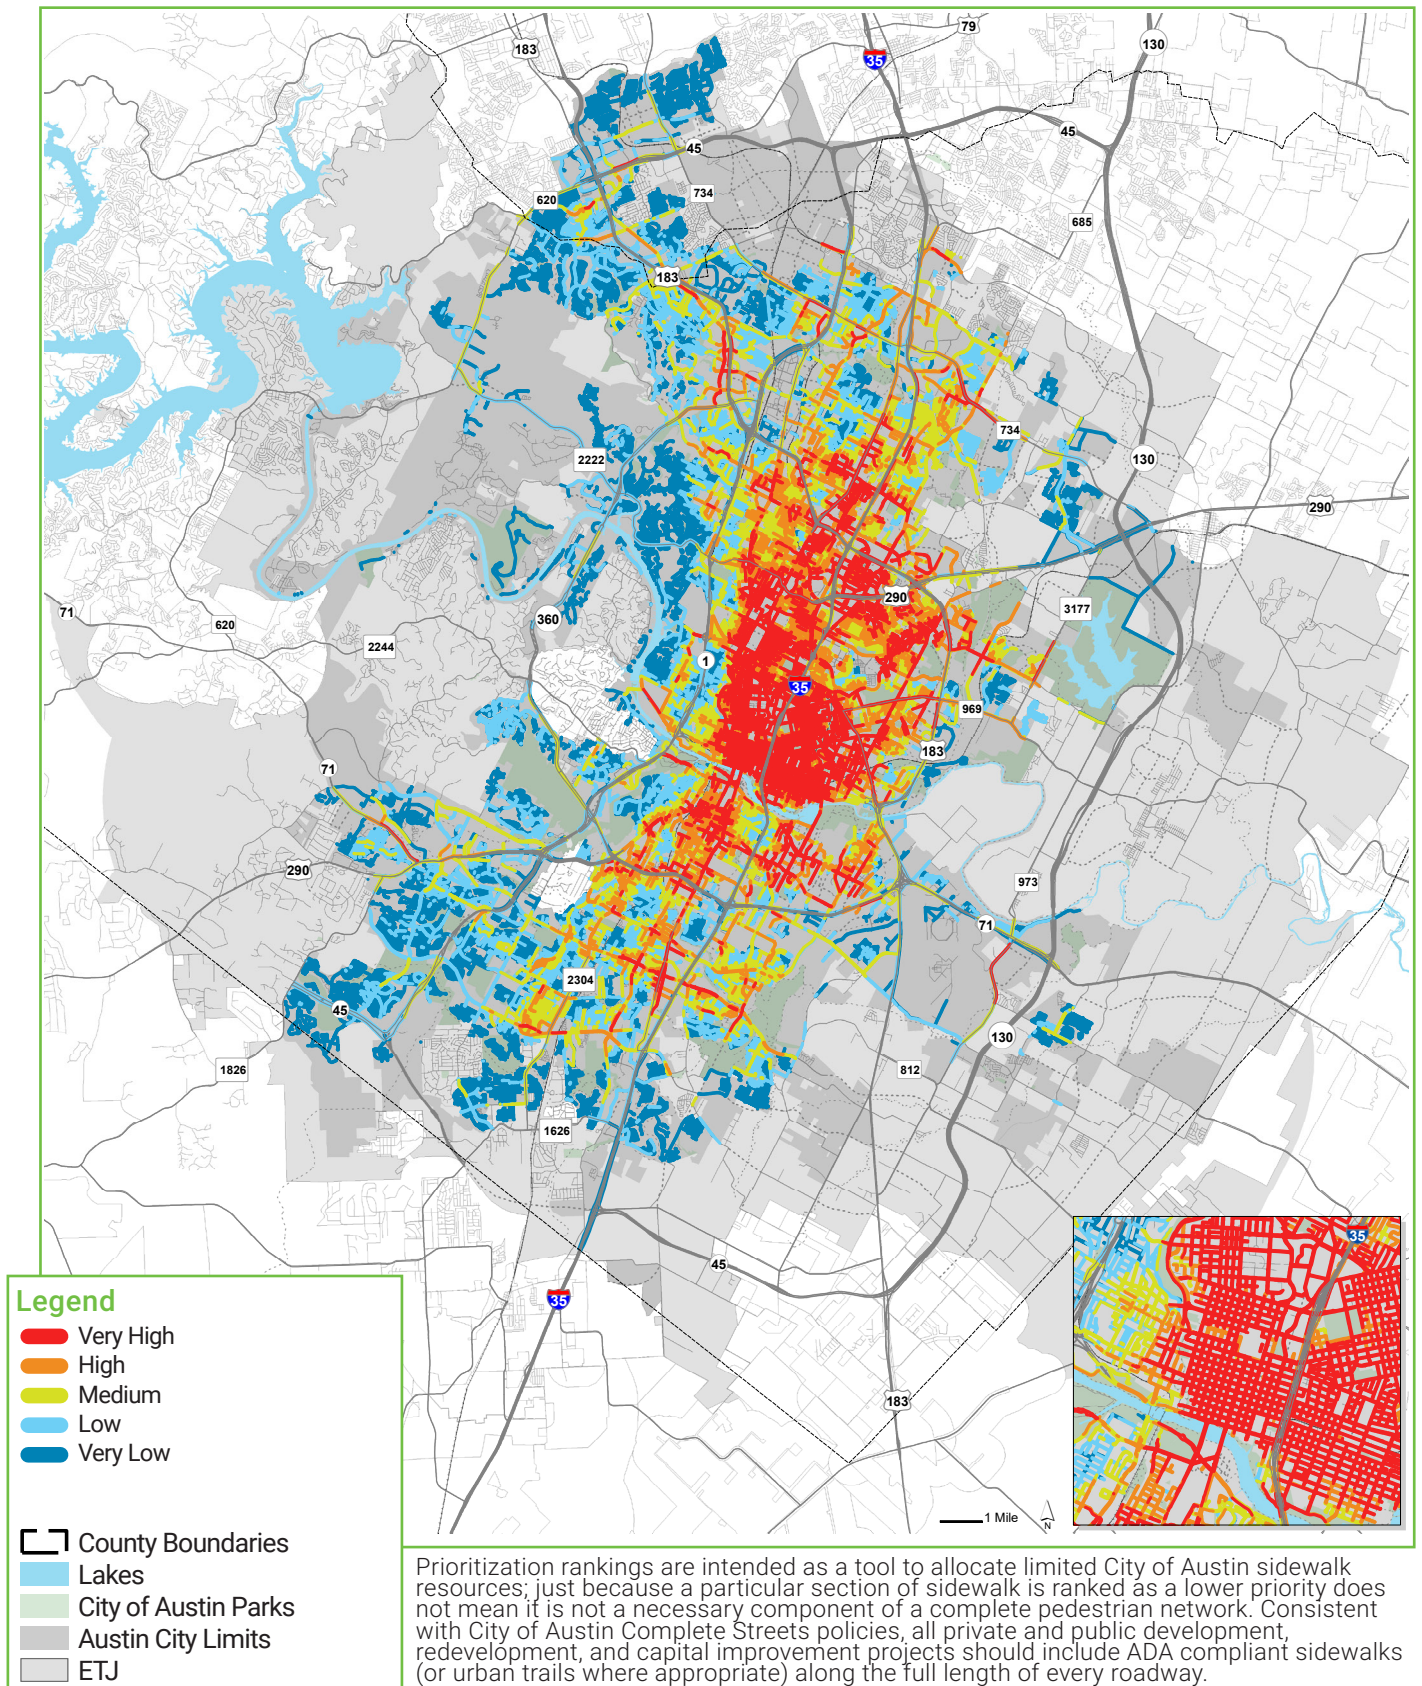 183
79
35
130
45
45
620
734
685
183
734
2222
130
290
71
620
360
290
3177
2244
1
35
969
183
71
290
973
71
2304
45
130
1826
812
1626
45
35
183
35
1 Mile
N
Legend
Very High
High
Medium
Low
Very Low
County Boundaries
Lakes
City of Austin Parks
Austin City Limits
ETJ
Prioritization rankings are intended as a tool to allocate limited City of Austin sidewalk
resources; just because a particular section of sidewalk is ranked as a lower priority does
not mean it is not a necessary component of a complete pedestrian network. Consistent
with City of Austin Complete Streets policies, all private and public development,
redevelopment, and capital improvement projects should include ADA compliant sidewalks
(or urban trails where appropriate) along the full length of every roadway.